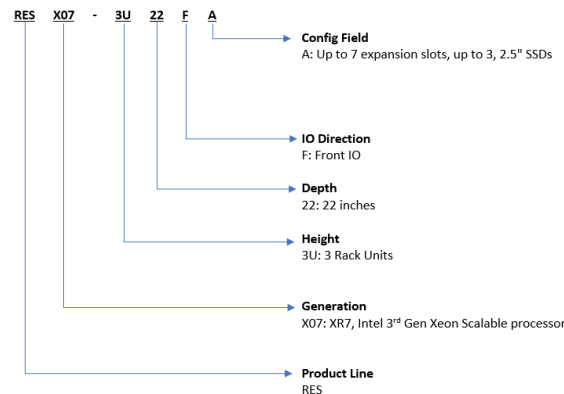 RES X07 - 3U 22 F A
Config Field
A: Up to 7 expansion slots, up to 3, 2.5" SSDs
IO Direction
F: Front IO
Depth
22: 22 inches
Height
3U: 3 Rack Units
Generation
X07: XR7, Intel 3rd Gen Xeon Scalable processor
Product Line
RES